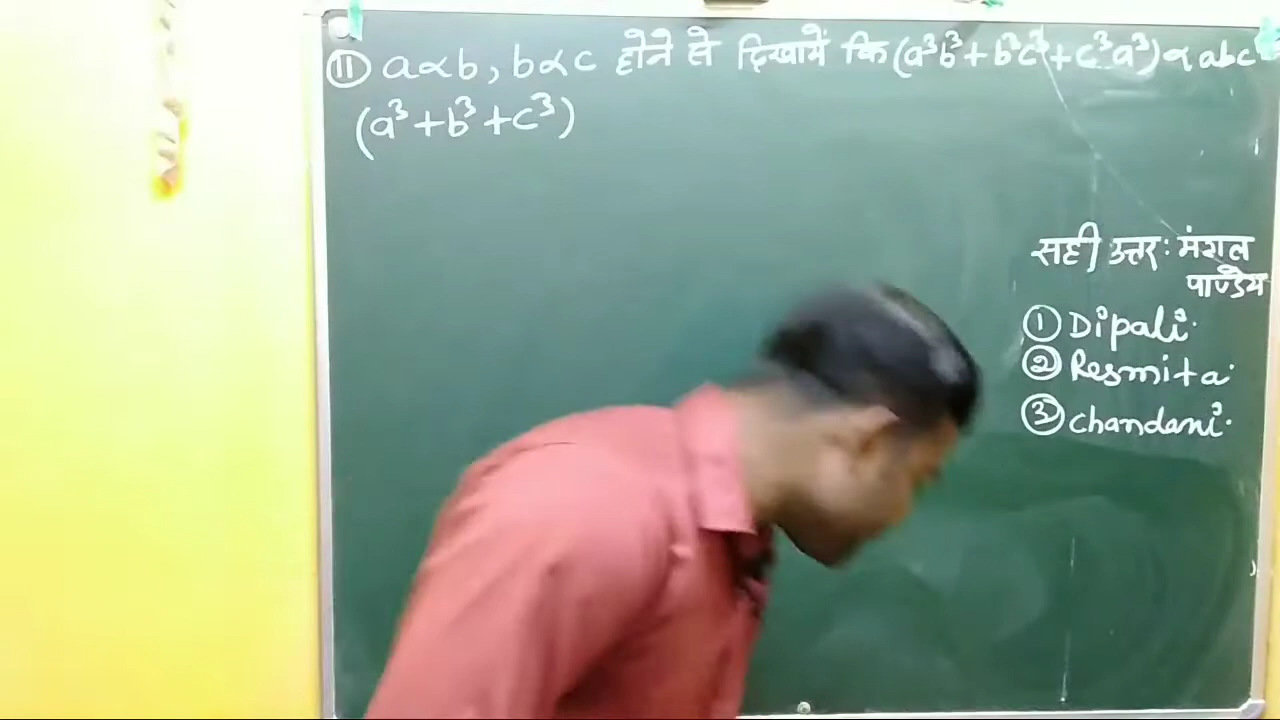 ⑪ a∝b, b∝c होने से दिखायें कि (a³b³+b³c³+c³a³)∝abc
(a³+b³+c³)
सही उत्तर: मंगल
पाण्डेय
① Dipali.
② Resmita.
③ chandani.